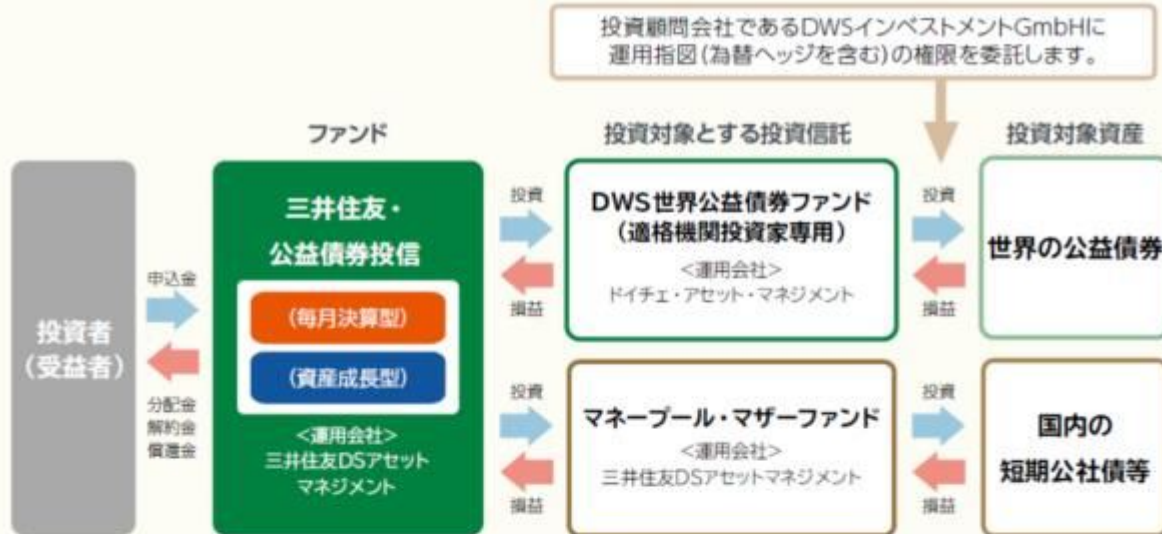 投資顧問会社であるDWSインベストメントGmbHに
運用指図(為替ヘッジを含む)の権限を委託します。
ファンド
投資対象とする投資信託
投資対象資産
投資者
(受益者)
申込金
分配金
解約金
償還金
三井住友・
公益債券投信
(毎月決算型)
(資産成長型)
<運用会社>
三井住友DSアセット
マネジメント
投資
損益
DWS世界公益債券ファンド
(適格機関投資家専用)
<運用会社>
ドイチェ・アセット・マネジメント
投資
損益
世界の公益債券
投資
損益
マネープール・マザーファンド
<運用会社>
三井住友DSアセットマネジメント
投資
損益
国内の
短期公社債等